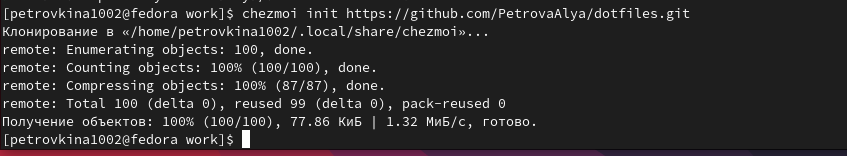 [petrovkina1002@fedora work]$ chezmoi init https://github.com/PetrovaAlya/dotfiles.git
Клонирование в «/home/petrovkina1002/.local/share/chezmoi»...
remote: Enumerating objects: 100, done.
remote: Counting objects: 100% (100/100), done.
remote: Compressing objects: 100% (87/87), done.
remote: Total 100 (delta 0), reused 99 (delta 0), pack-reused 0
Получение объектов: 100% (100/100), 77.86 КиБ | 1.32 МиБ/с, готово.
[petrovkina1002@fedora work]$